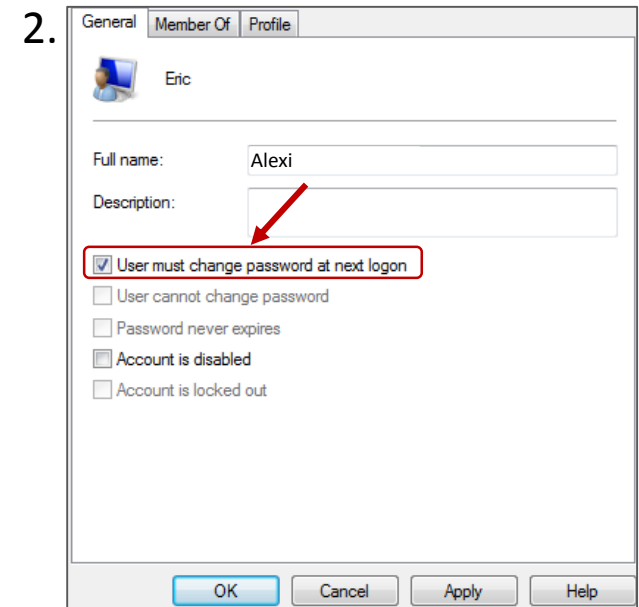 2.
General Member Of Profile
Eric
Full name: Alexi
Description:
User must change password at next logon
User cannot change password
Password never expires
Account is disabled
Account is locked out
OK Cancel Apply Help